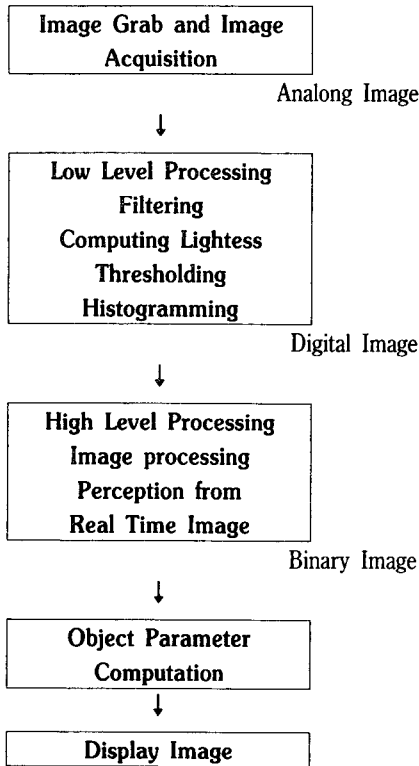 Image Grab and Image
Acquisition
Analong Image
↓
Low Level Processing
Filtering
Computing Lightess
Thresholding
Histogramming
Digital Image
↓
High Level Processing
Image processing
Perception from
Real Time Image
Binary Image
↓
Object Parameter
Computation
↓
Display Image